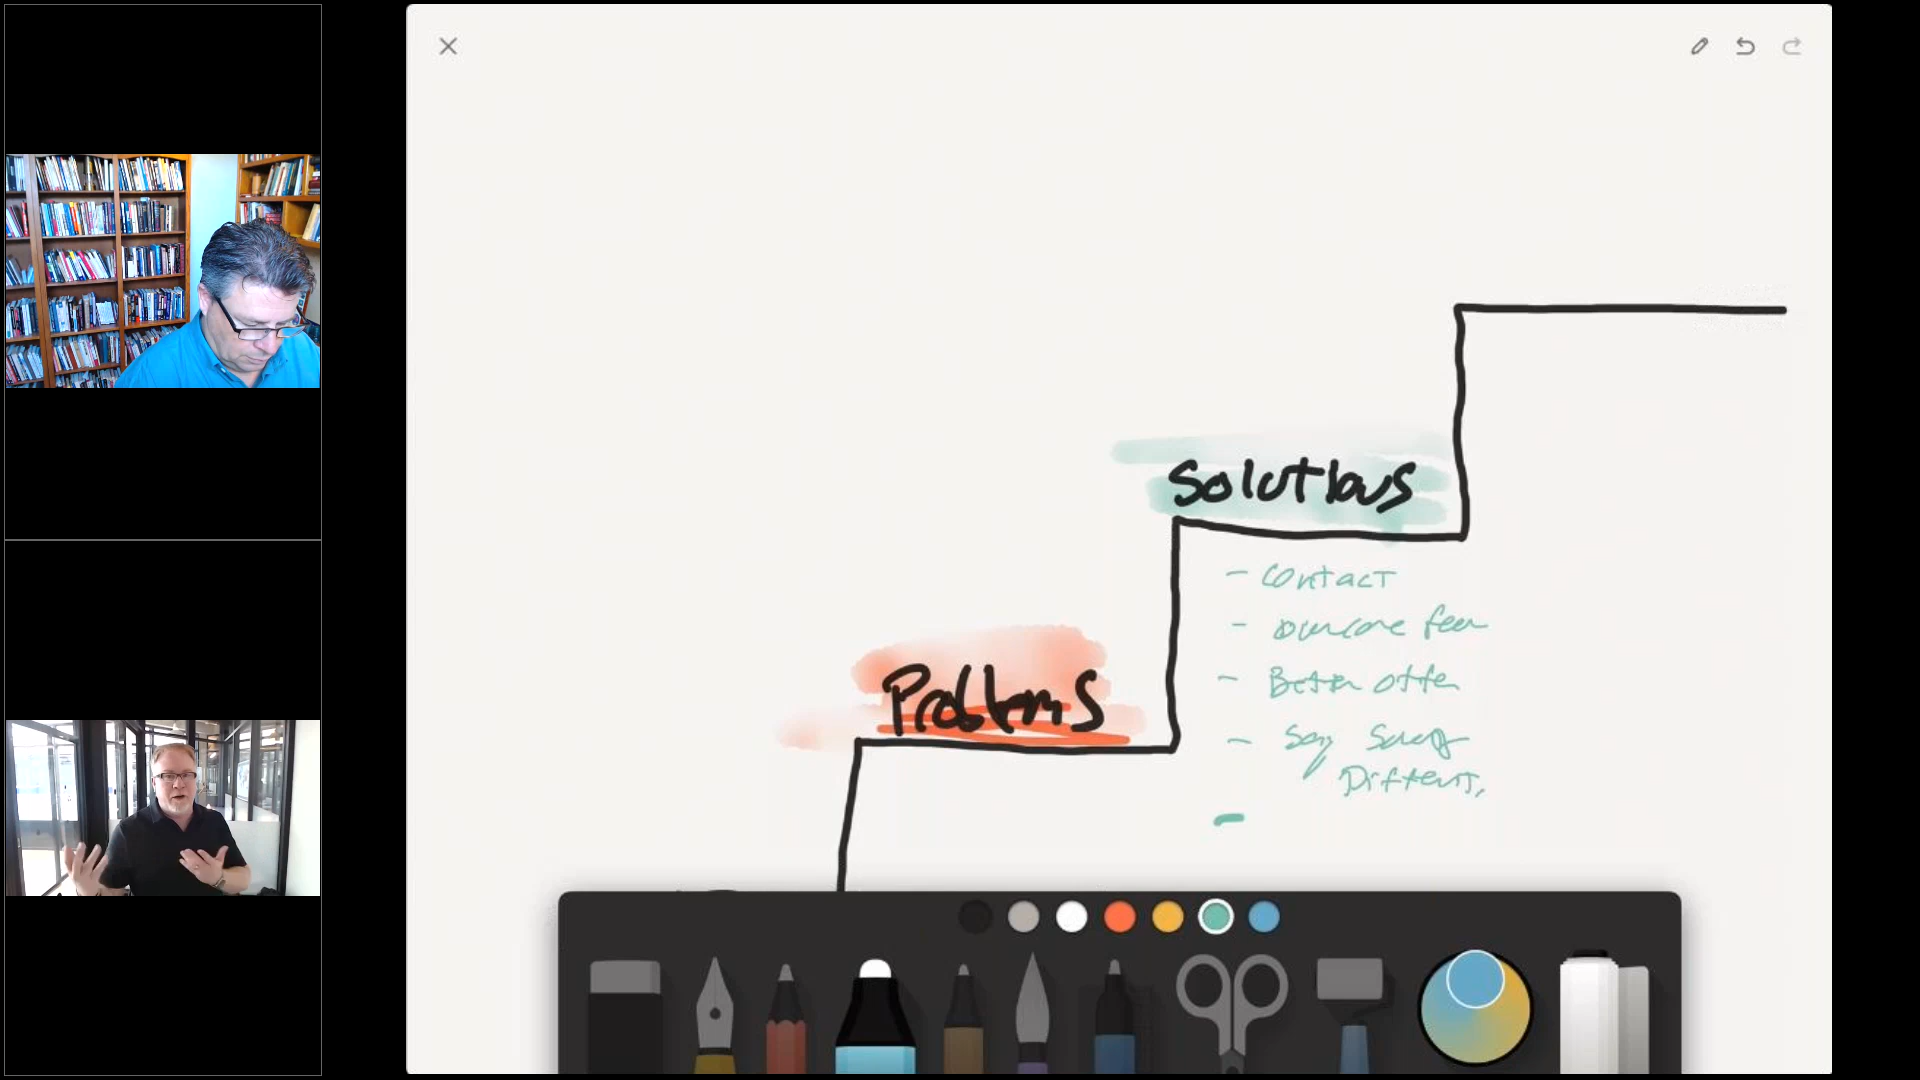 Solutions
- Contact
- overcome fear
- Better offer
- Say Something
Different.
-
Problems